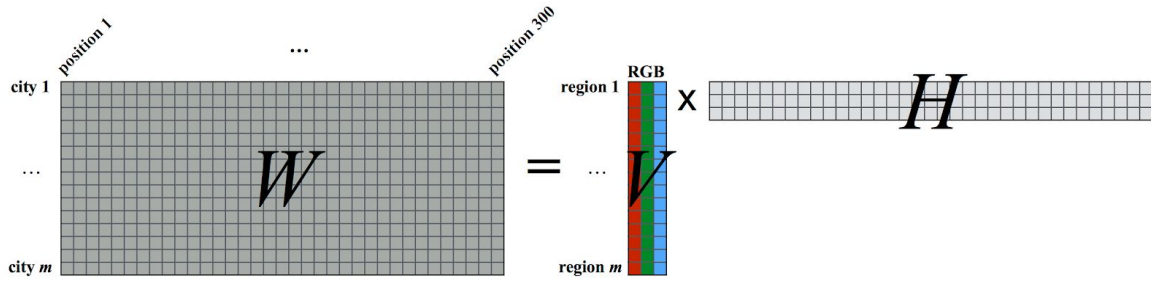 position 1
...
position 300
city 1
...
city m
W
=
RGB
region 1
...
region m
V
x
H